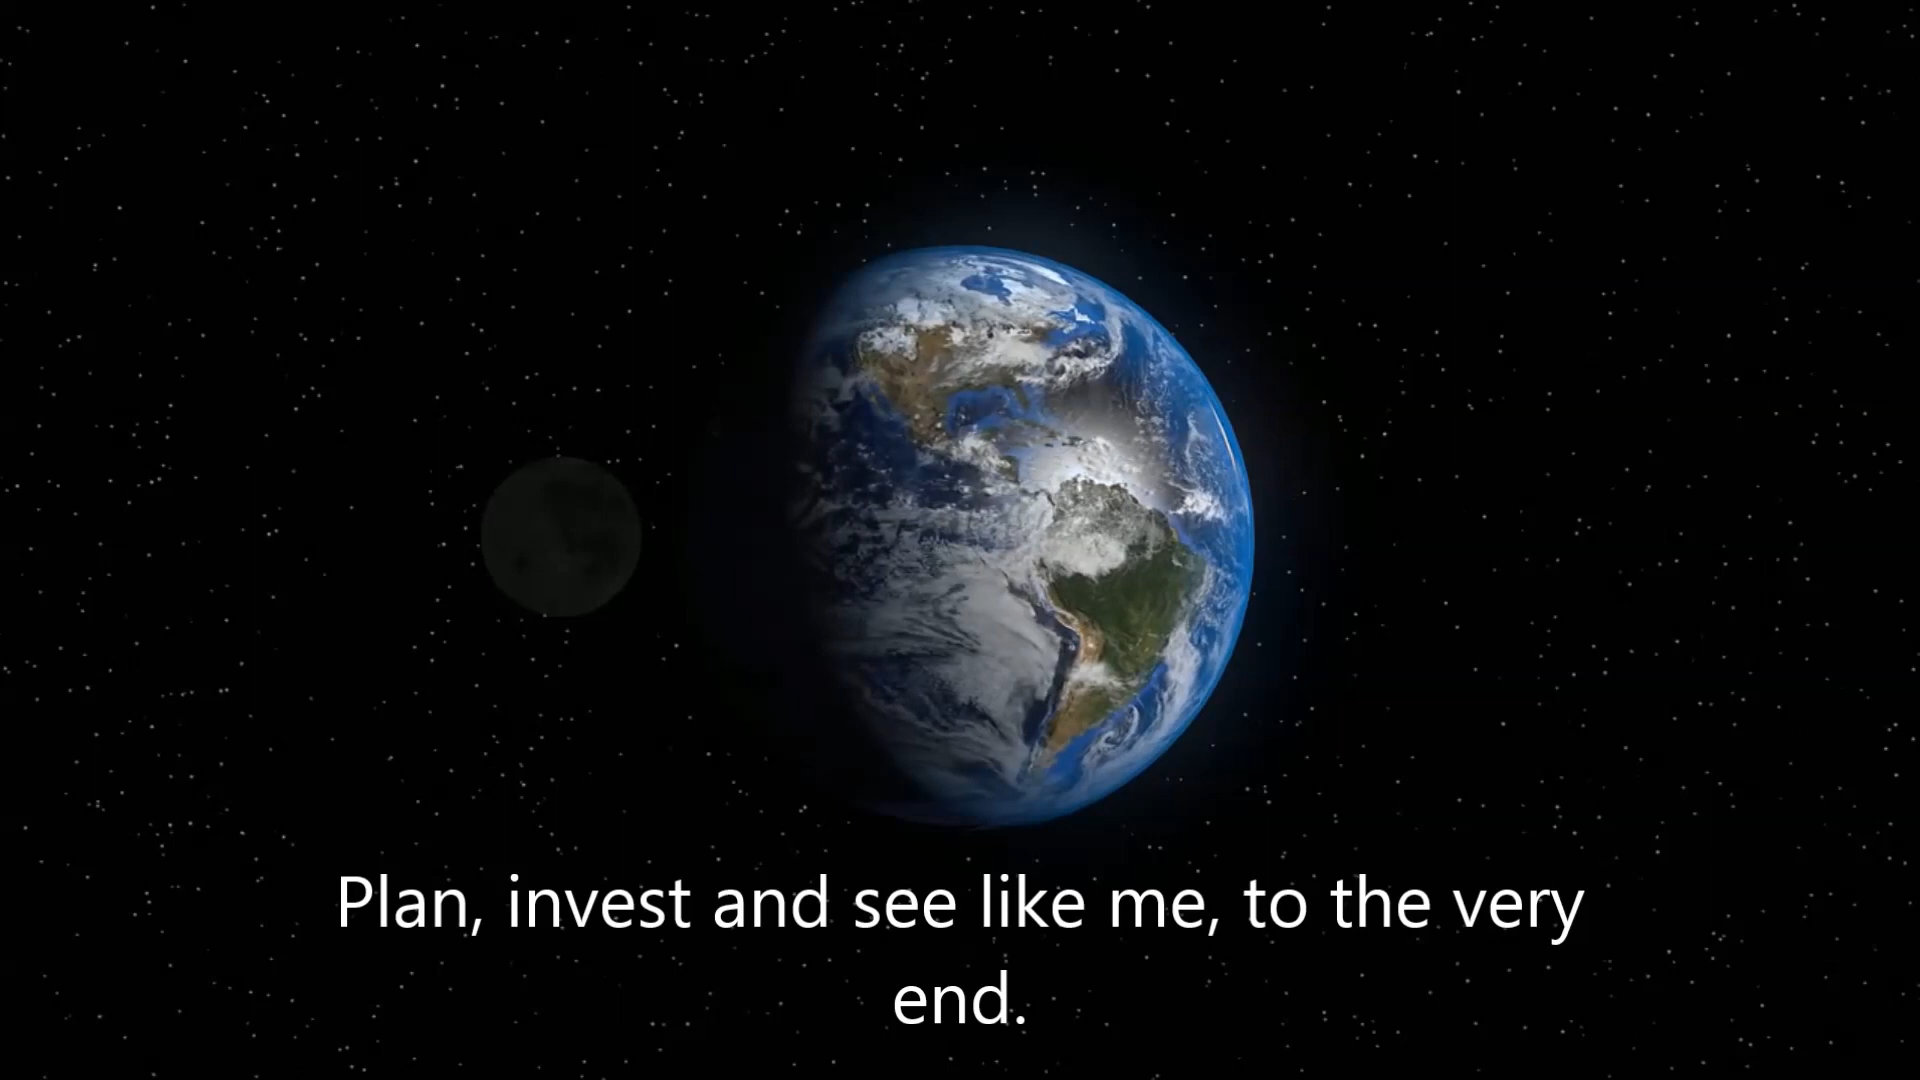 Plan, invest and see like me, to the very
end.